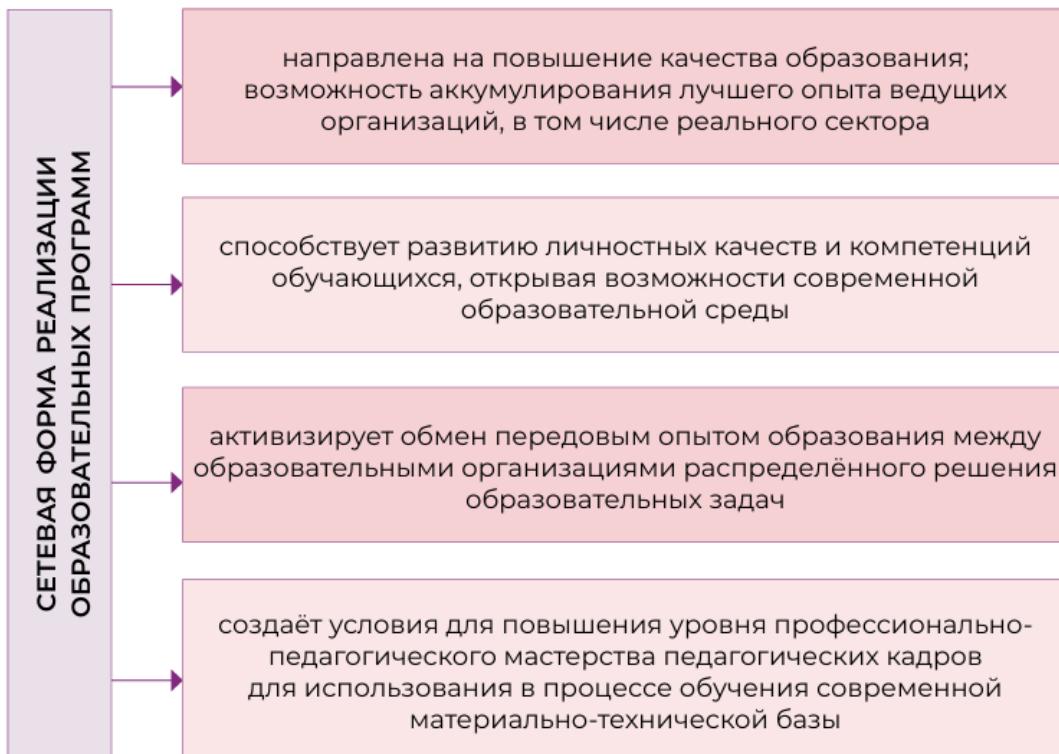 СЕТЕВАЯ ФОРМА РЕАЛИЗАЦИИ
ОБРАЗОВАТЕЛЬНЫХ ПРОГРАММ
направлена на повышение качества образования;
возможность аккумулирования лучшего опыта ведущих
организаций, в том числе реального сектора
способствует развитию личностных качеств и компетенций
обучающихся, открывая возможности современной
образовательной среды
активизирует обмен передовым опытом образования между
образовательными организациями распределённого решения
образовательных задач
создаёт условия для повышения уровня профессионально-
педагогического мастерства педагогических кадров
для использования в процессе обучения современной
материально-технической базы